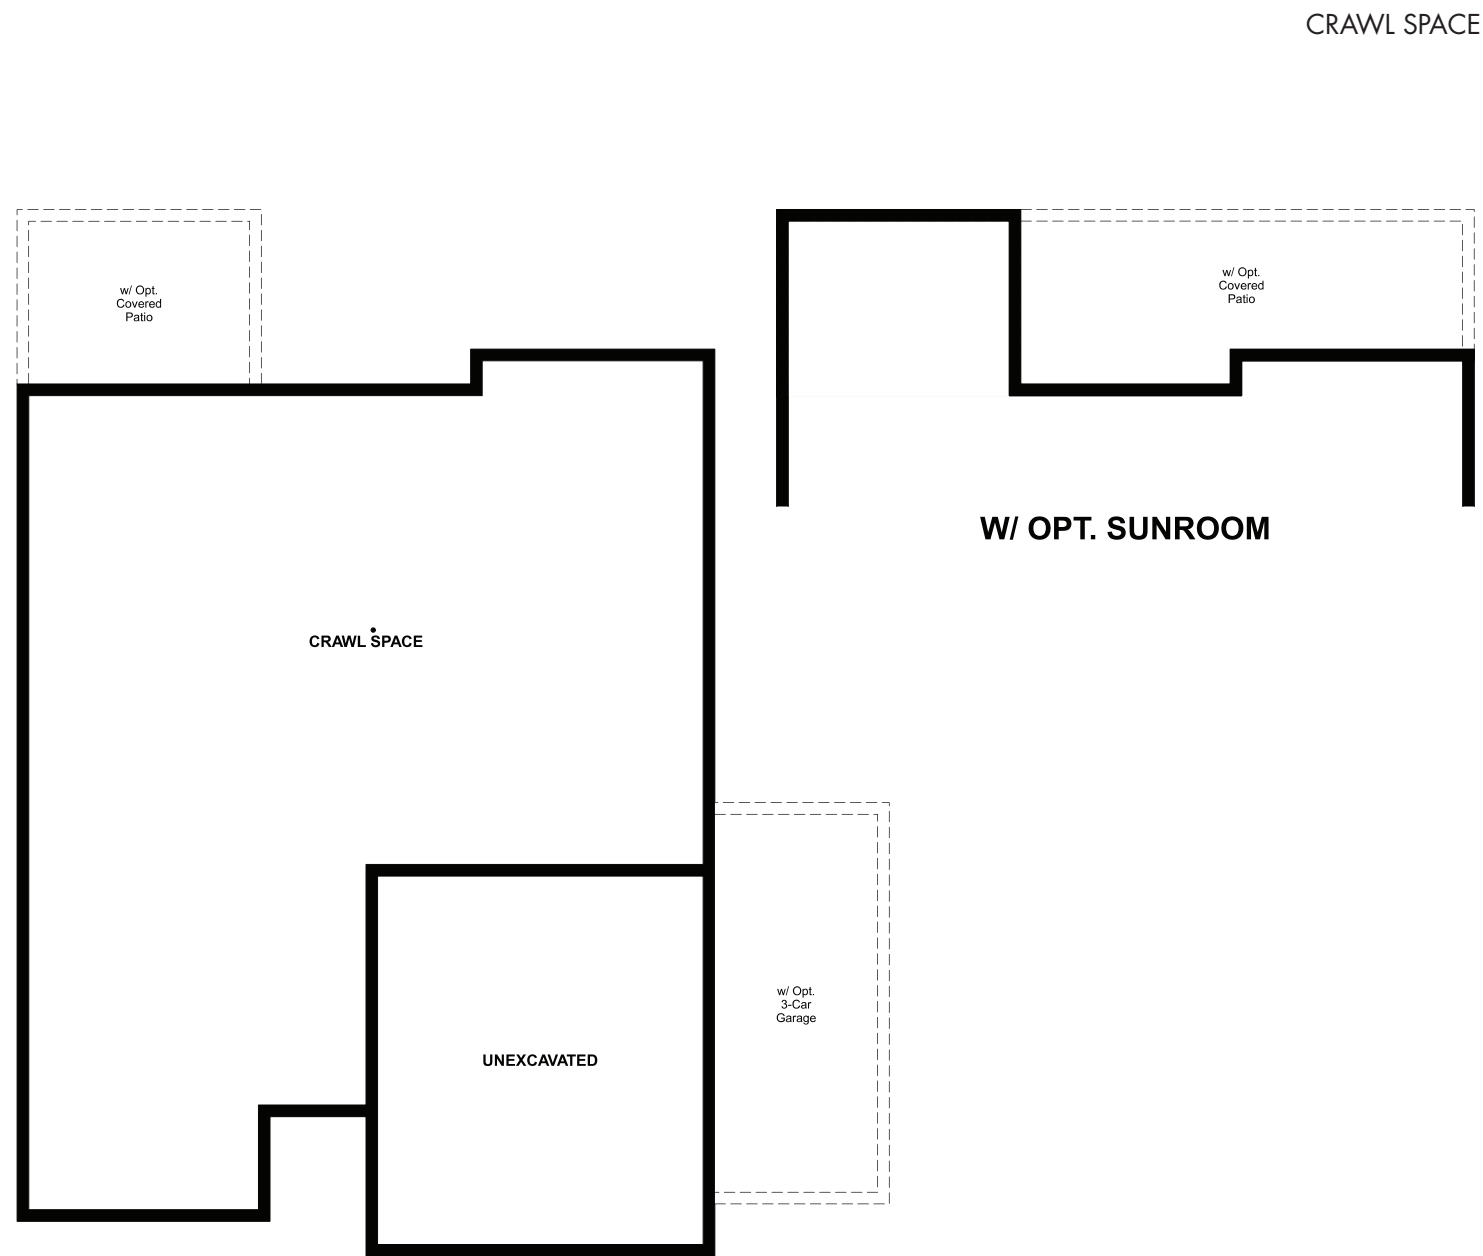 CRAWL SPACE
w/ Opt.
Covered
Patio
w/ Opt.
Covered
Patio
W/ OPT. SUNROOM
CRAWL SPACE
w/ Opt.
3-Car
Garage
UNEXCAVATED